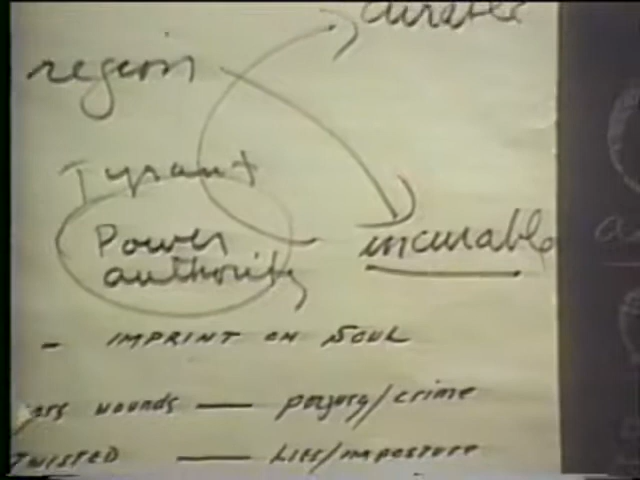 curable
region
Tyrant
Power
authority
incurable
- IMPRINT ON SOUL
wounds — perjury/crime
TWISTED — LIES/imposture